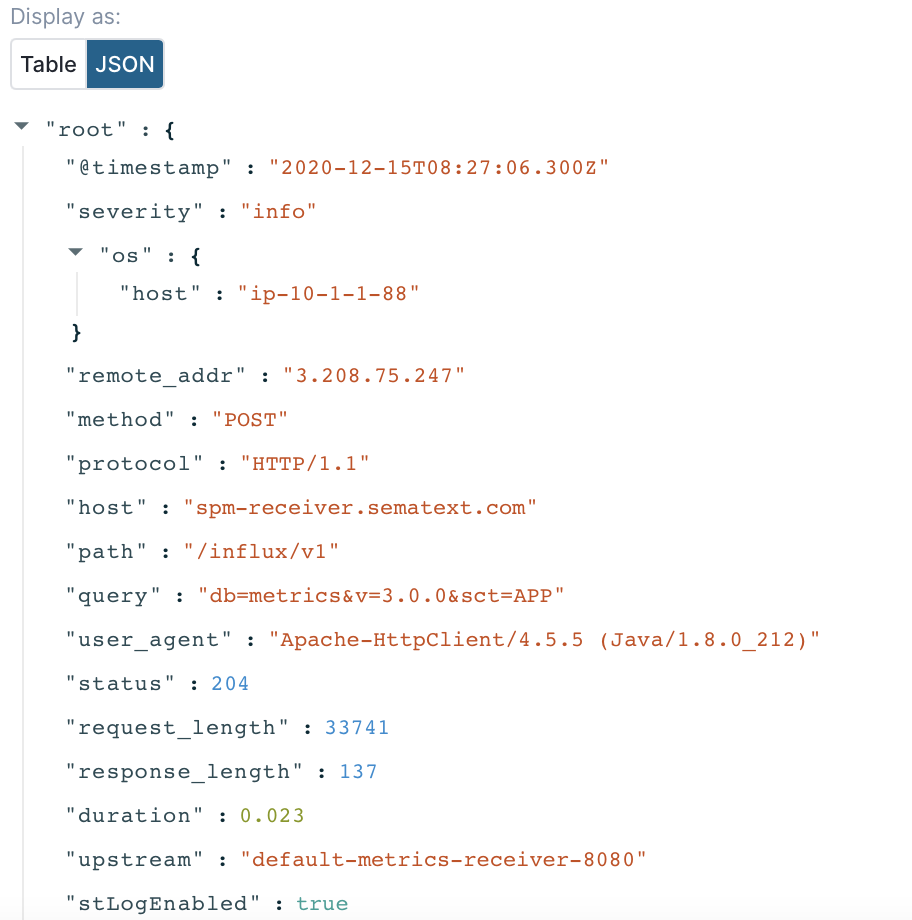 Display as:
Table JSON
"root" : {
"@timestamp" : "2020-12-15T08:27:06.300Z"
"severity" : "info"
"os" : {
"host" : "ip-10-1-1-88"
}
"remote_addr" : "3.208.75.247"
"method" : "POST"
"protocol" : "HTTP/1.1"
"host" : "spm-receiver.sematext.com"
"path" : "/influx/v1"
"query" : "db=metrics&v=3.0.0&sct=APP"
"user_agent" : "Apache-HttpClient/4.5.5 (Java/1.8.0_212)"
"status" : 204
"request_length" : 33741
"response_length" : 137
"duration" : 0.023
"upstream" : "default-metrics-receiver-8080"
"stLogEnabled" : true